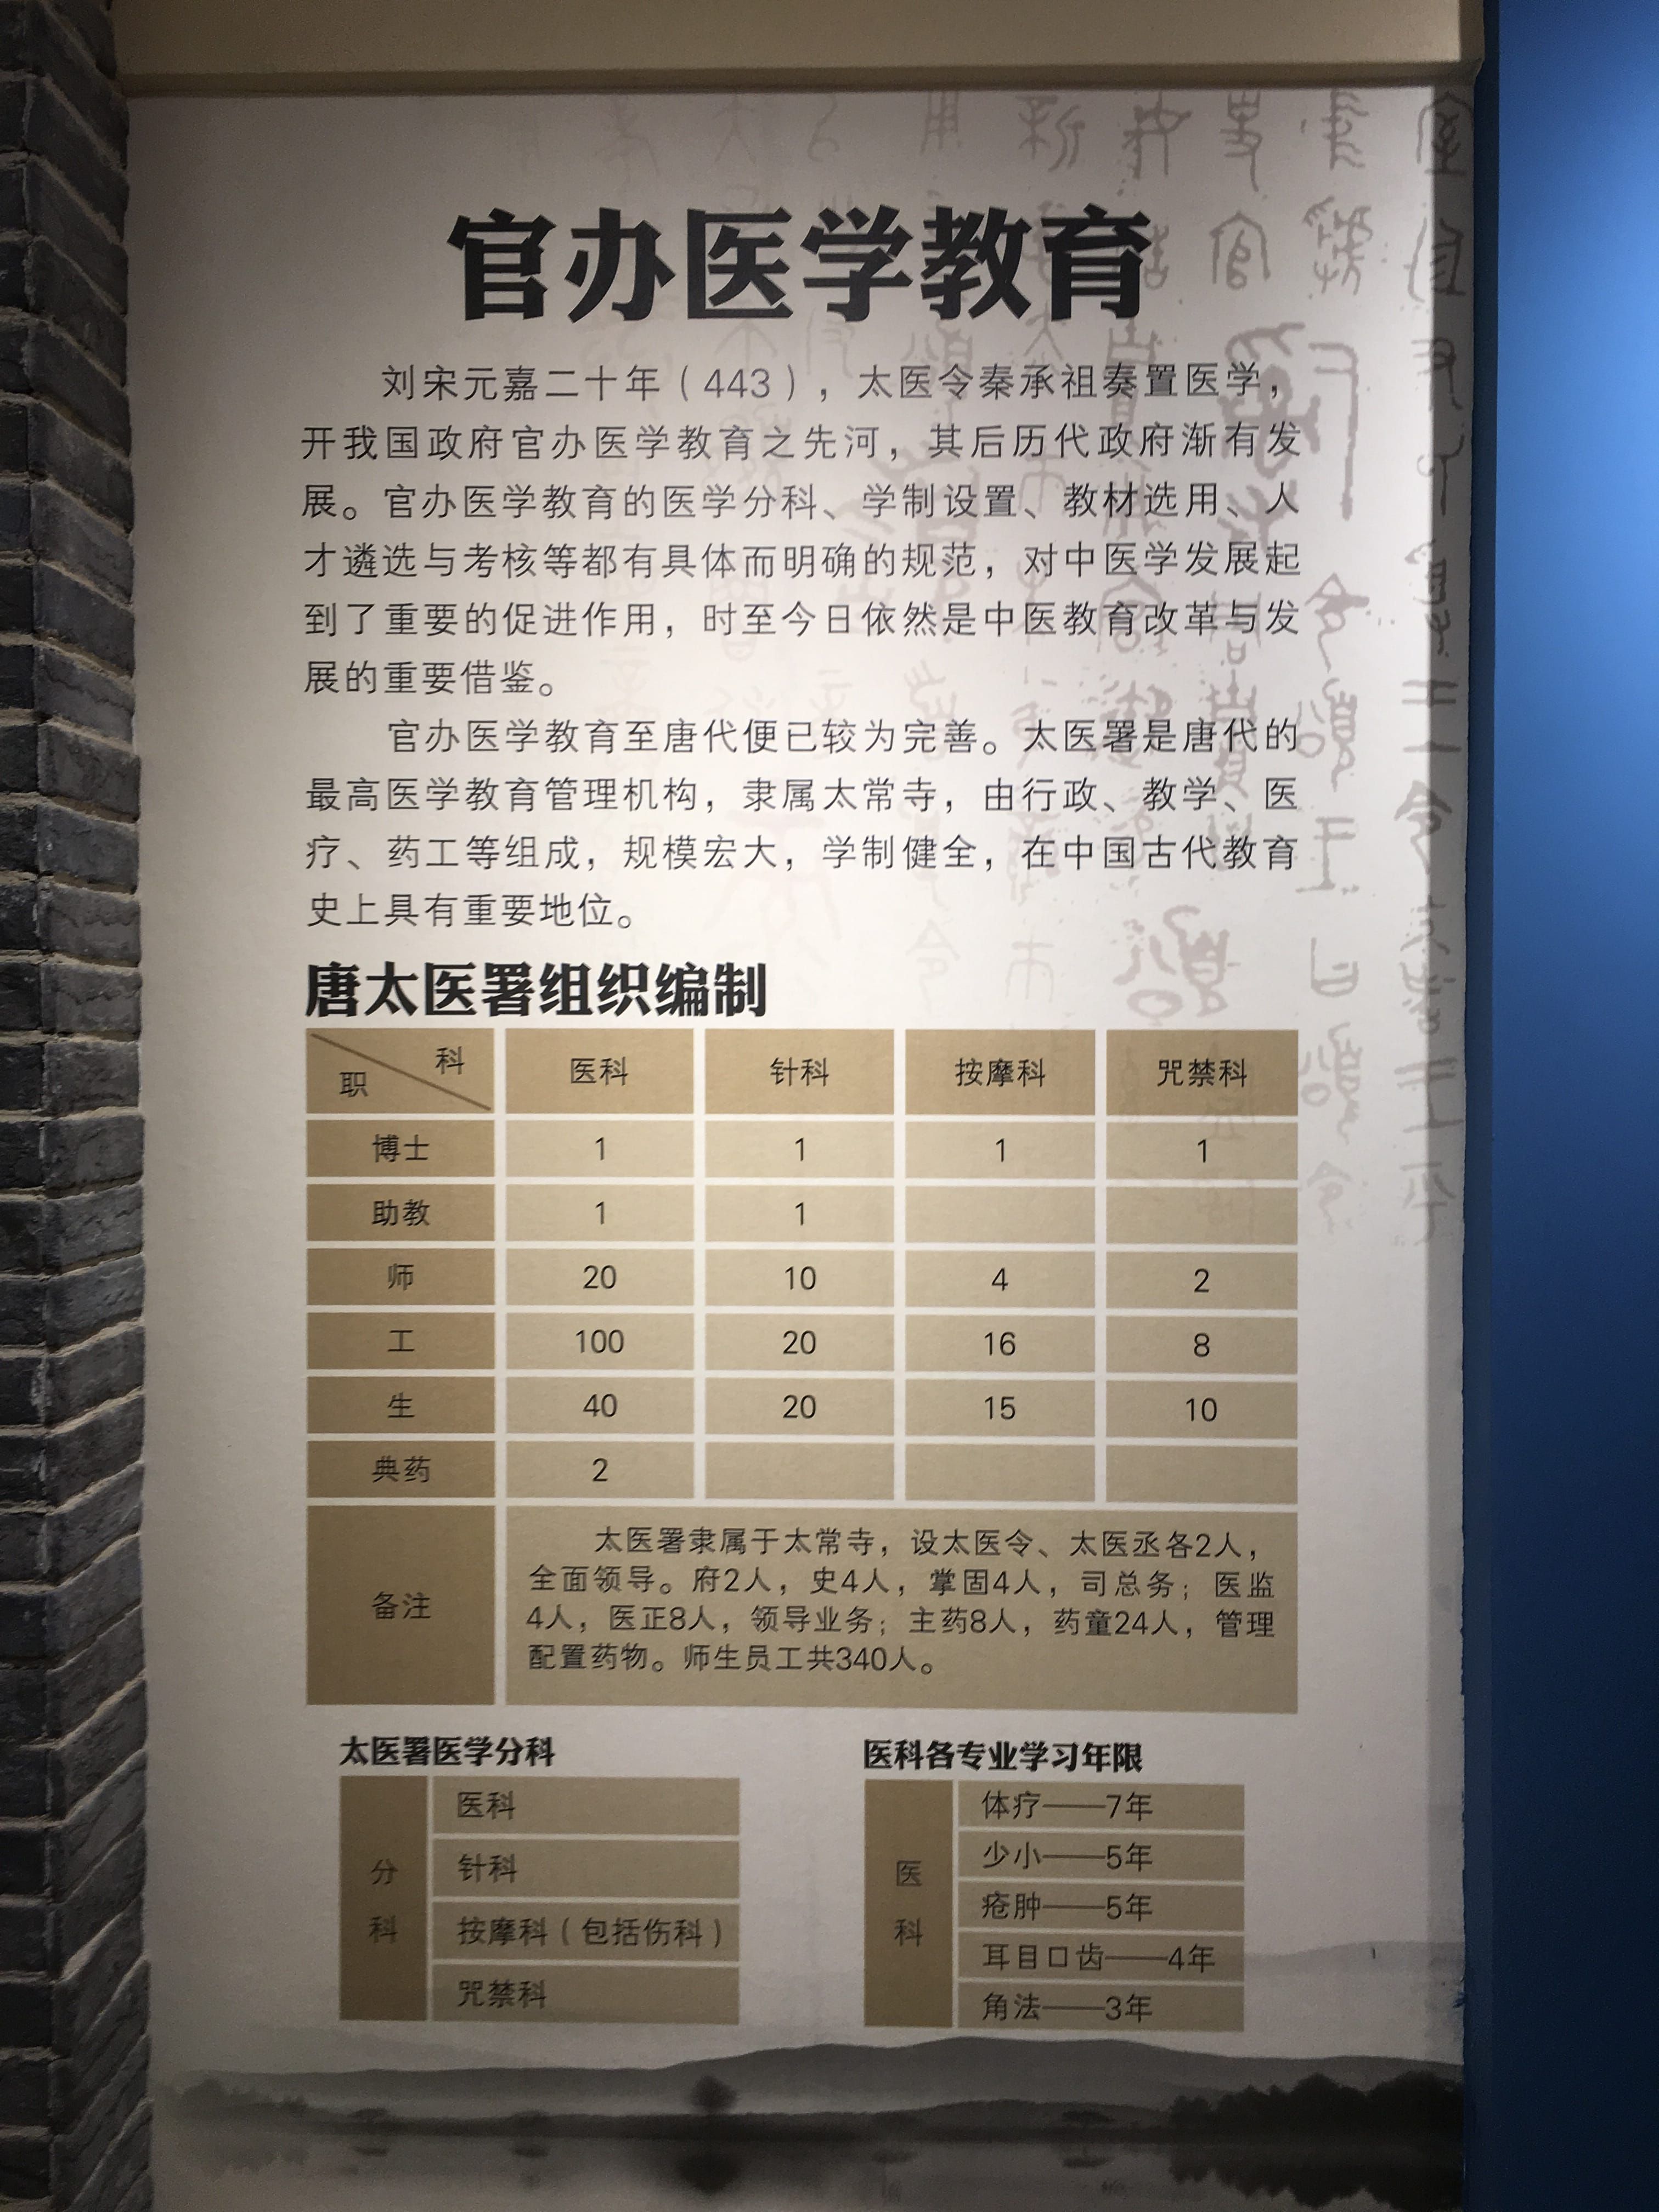 官办医学教育
刘宋元嘉二十年（443），太医令秦承祖奏置医学，
开我国政府官办医学教育之先河，其后历代政府渐有发
展。官办医学教育的医学分科、学制设置、教材选用、人
才遴选与考核等都有具体而明确的规范，对中医学发展起
到了重要的促进作用，时至今日依然是中医教育改革与发
展的重要借鉴。
官办医学教育至唐代便已较为完善。太医署是唐代的
最高医学教育管理机构，隶属太常寺，由行政、教学、医
疗、药工等组成，规模宏大，学制健全，在中国古代教育
史上具有重要地位。
唐太医署组织编制
科 职 医科 针科 按摩科 咒禁科
博士 1 1 1 1
助教 1 1
师 20 10 4 2
工 100 20 16 8
生 40 20 15 10
典药 2
备注
太医署隶属于太常寺，设太医令、太医丞各2人，
全面领导。府2人，史4人，掌固4人，司总务；医监
4人，医正8人，领导业务；主药8人，药童24人，管理
配置药物。师生员工共340人。
太医署医学分科
分科
医科
针科
按摩科（包括伤科）
咒禁科
医科各专业学习年限
医科
体疗——7年
少小——5年
疮肿——5年
耳目口齿——4年
角法——3年